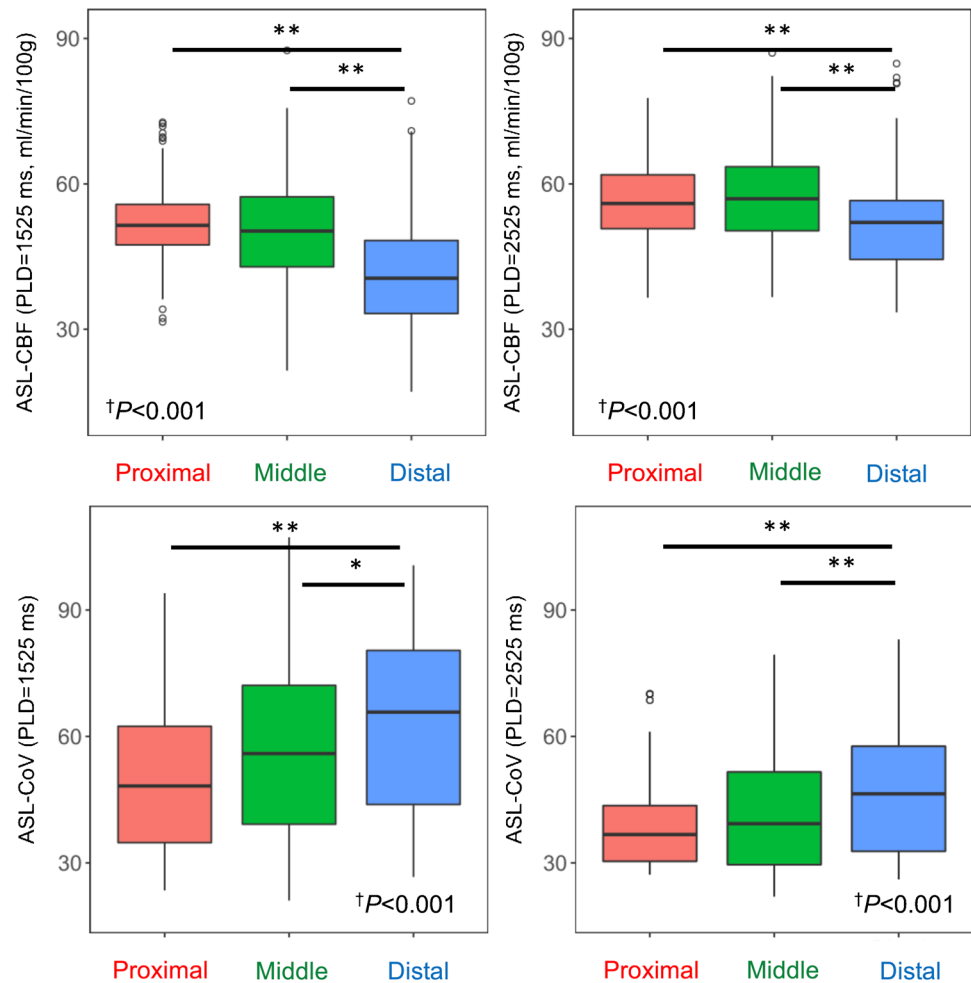 ASL-CBF (PLD=1525 ms, ml/min/100g)
90
60
30
**
**
†P<0.001
Proximal Middle Distal
ASL-CBF (PLD=2525 ms, ml/min/100g)
90
60
30
**
**
†P<0.001
Proximal Middle Distal
ASL-CoV (PLD=1525 ms)
90
60
30
**
*
†P<0.001
Proximal Middle Distal
ASL-CoV (PLD=2525 ms)
90
60
30
**
**
†P<0.001
Proximal Middle Distal